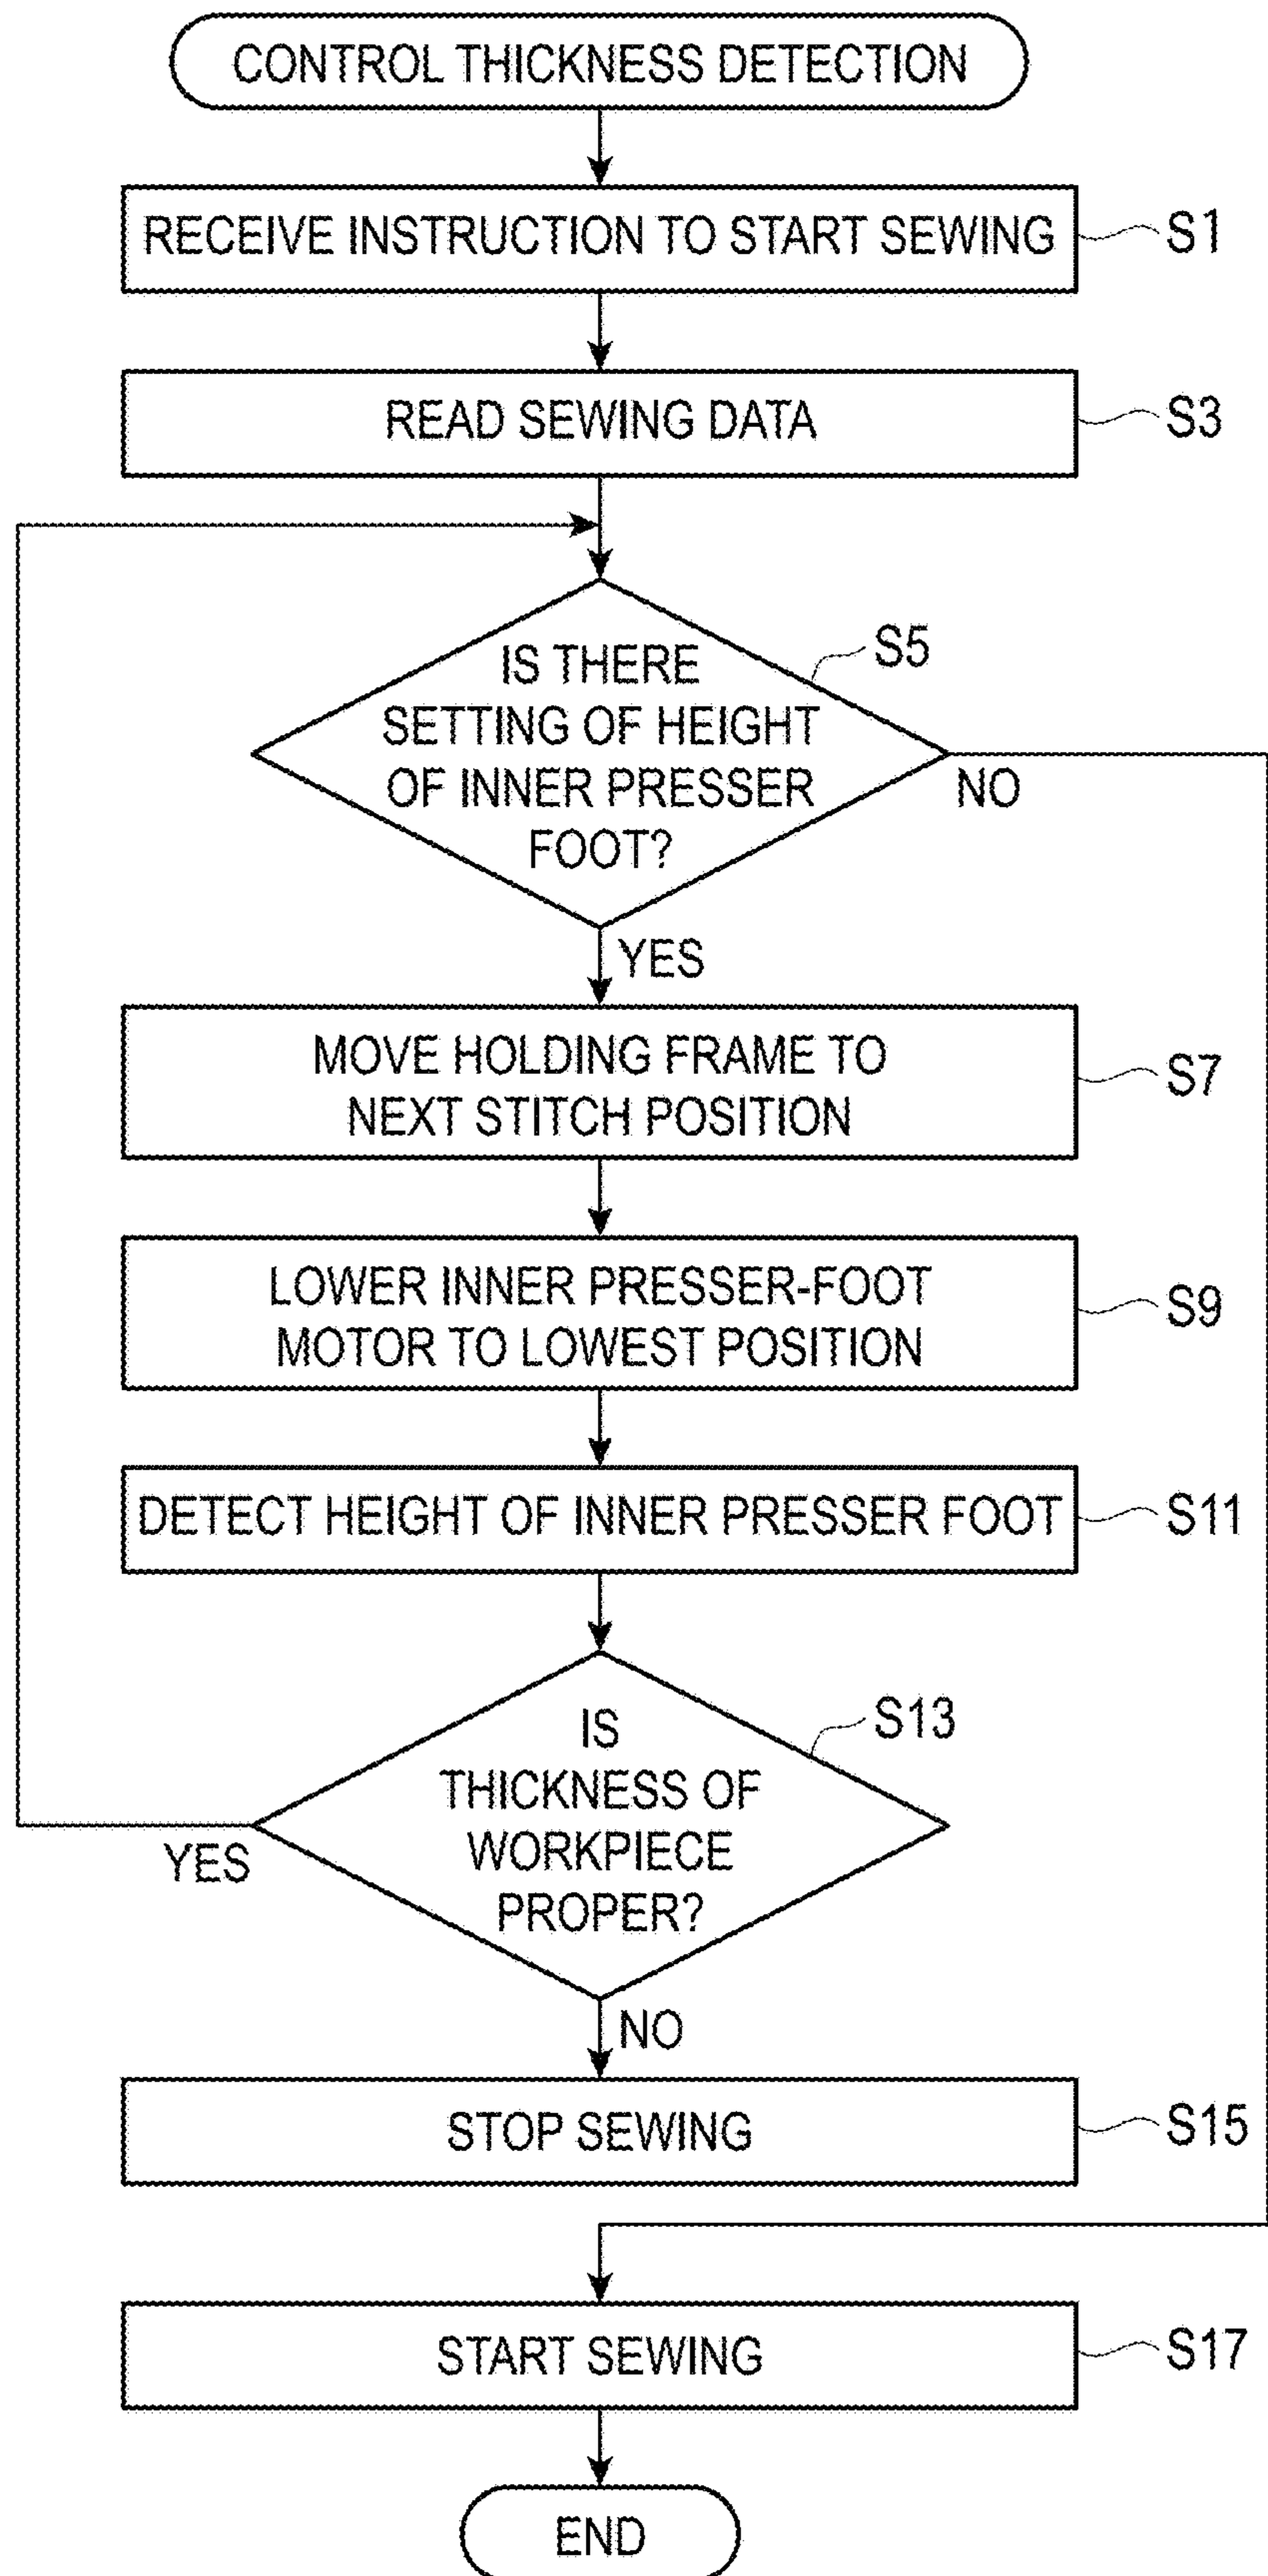 CONTROL THICKNESS DETECTION
RECEIVE INSTRUCTION TO START SEWING
S1
READ SEWING DATA
S3
IS THERE
SETTING OF HEIGHT
OF INNER PRESSER
FOOT?
S5
NO
YES
MOVE HOLDING FRAME TO
NEXT STITCH POSITION
S7
LOWER INNER PRESSER-FOOT
MOTOR TO LOWEST POSITION
S9
DETECT HEIGHT OF INNER PRESSER FOOT
S11
IS
THICKNESS OF
WORKPIECE
PROPER?
S13
YES
NO
STOP SEWING
S15
START SEWING
S17
END